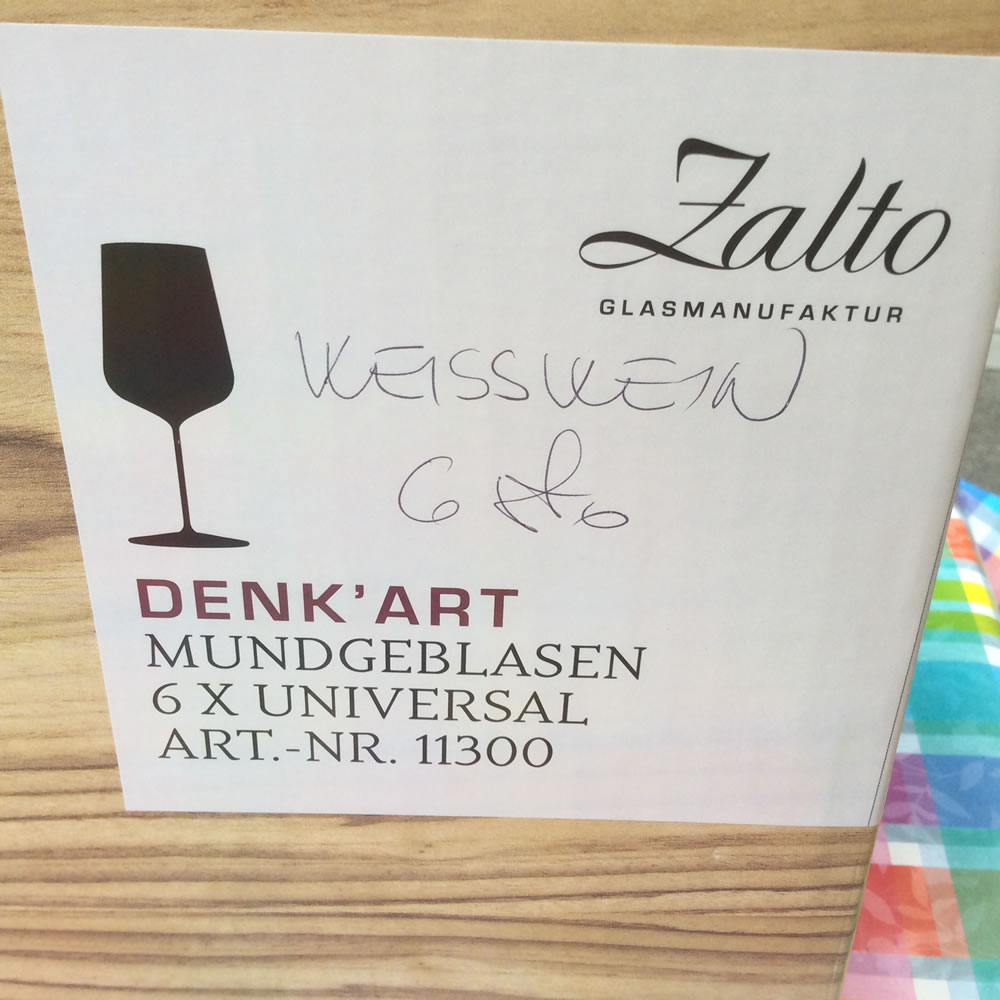 Zalto
GLASMANUFAKTUR
WEISSWEIN
6
DENK'ART
MUNDGEBLASEN
6 X UNIVERSAL
ART.-NR. 11300